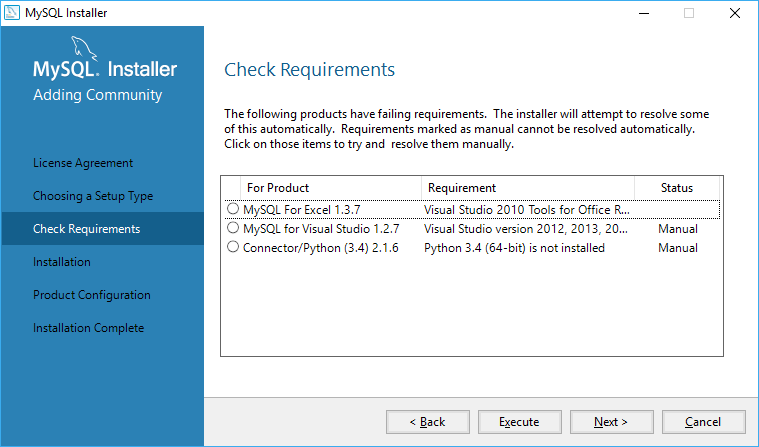 MySQL Installer
MySQL. Installer
Adding Community
License Agreement
Choosing a Setup Type
Check Requirements
Installation
Product Configuration
Installation Complete
Check Requirements
The following products have failing requirements. The installer will attempt to resolve some
of this automatically. Requirements marked as manual cannot be resolved automatically.
Click on those items to try and resolve them manually.
For Product Requirement Status
MySQL For Excel 1.3.7 Visual Studio 2010 Tools for Office R...
MySQL for Visual Studio 1.2.7 Visual Studio version 2012, 2013, 20... Manual
Connector/Python (3.4) 2.1.6 Python 3.4 (64-bit) is not installed Manual
< Back Execute Next > Cancel